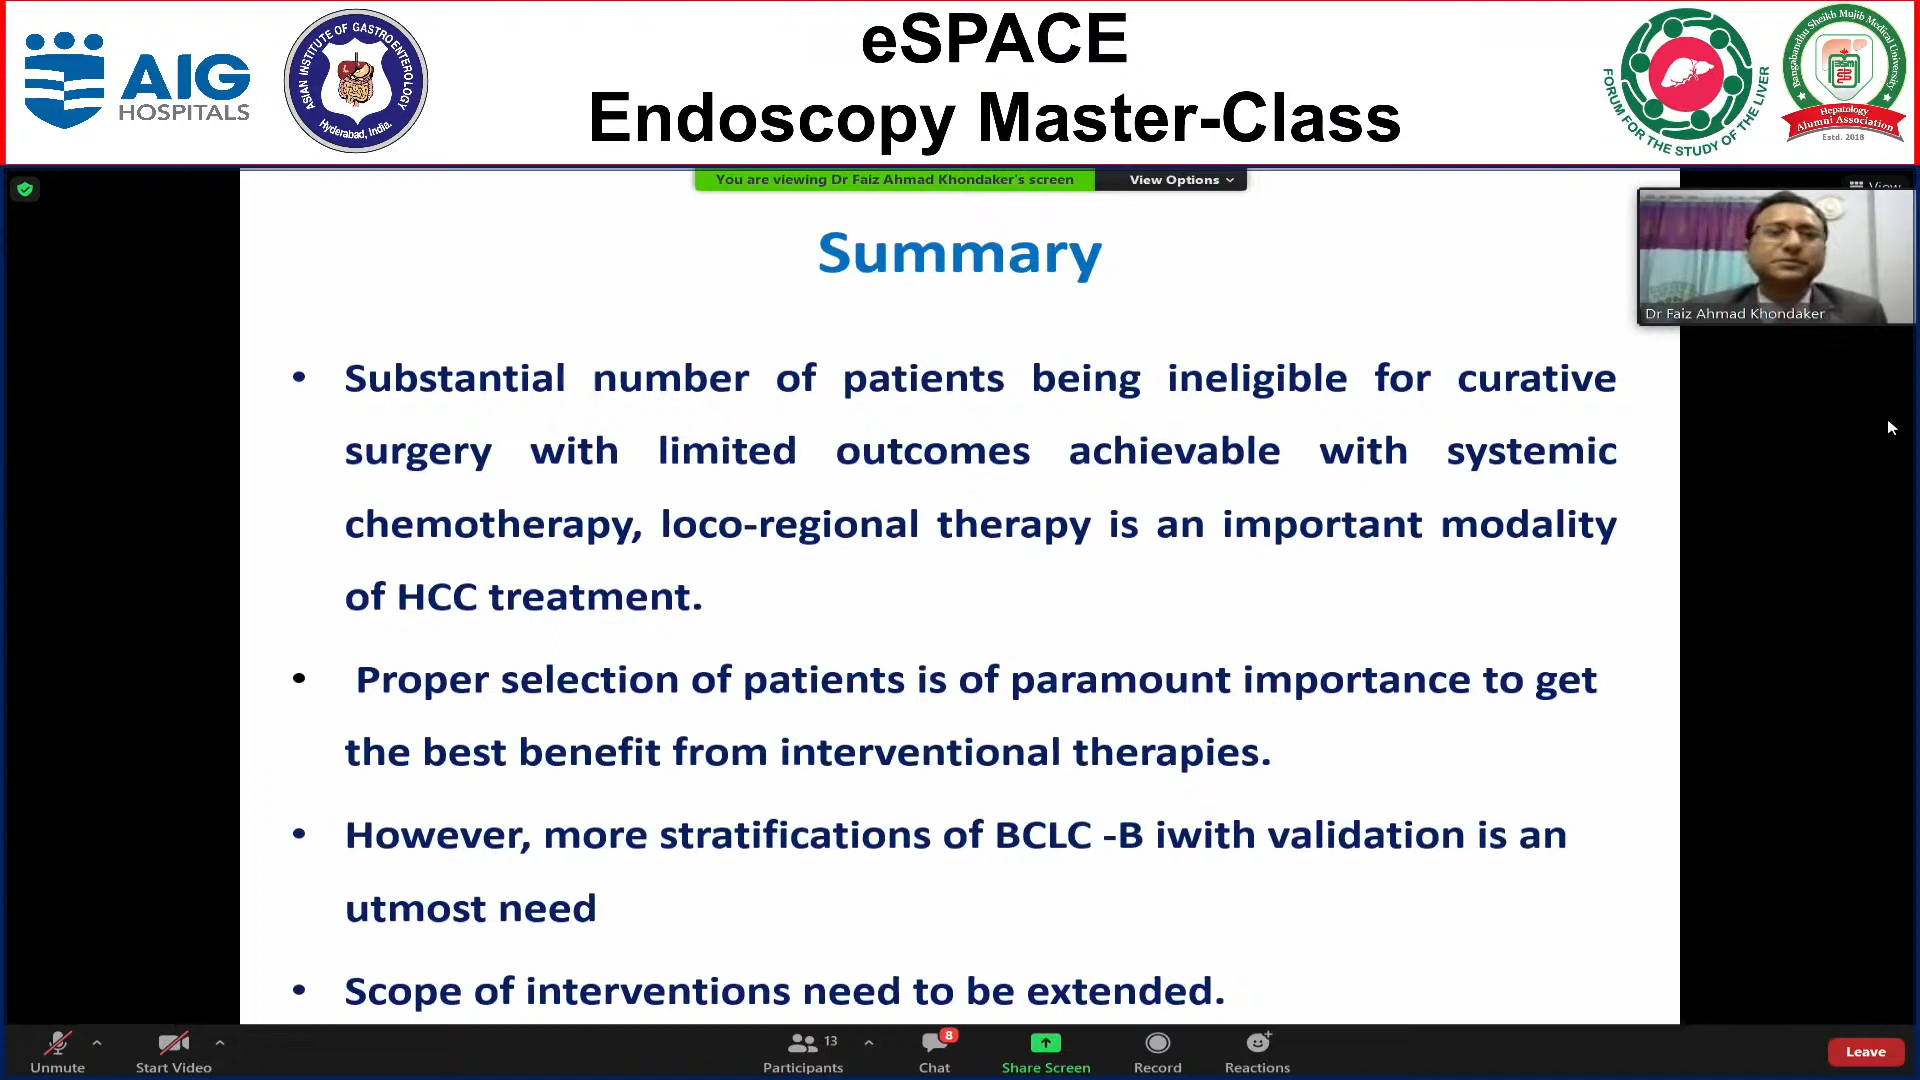 AIG
HOSPITALS
ASIAN INSTITUTE OF GASTROENTEROLOGY
Hyderabad, India.
eSPACE
Endoscopy Master-Class
FORUM FOR THE STUDY OF THE LIVER
Bangabandhu Sheikh Mujib Medical University
Hepatology
Alumni Association
Estd. 2018
You are viewing Dr Faiz Ahmad Khondaker's screen
View Options
View
Dr Faiz Ahmad Khondaker
Summary
• Substantial number of patients being ineligible for curative
surgery with limited outcomes achievable with systemic
chemotherapy, loco-regional therapy is an important modality
of HCC treatment.
• Proper selection of patients is of paramount importance to get
the best benefit from interventional therapies.
• However, more stratifications of BCLC -B iwith validation is an
utmost need
• Scope of interventions need to be extended.
Unmute
Start Video
13
Participants
8
Chat
Share Screen
Record
Reactions
Leave